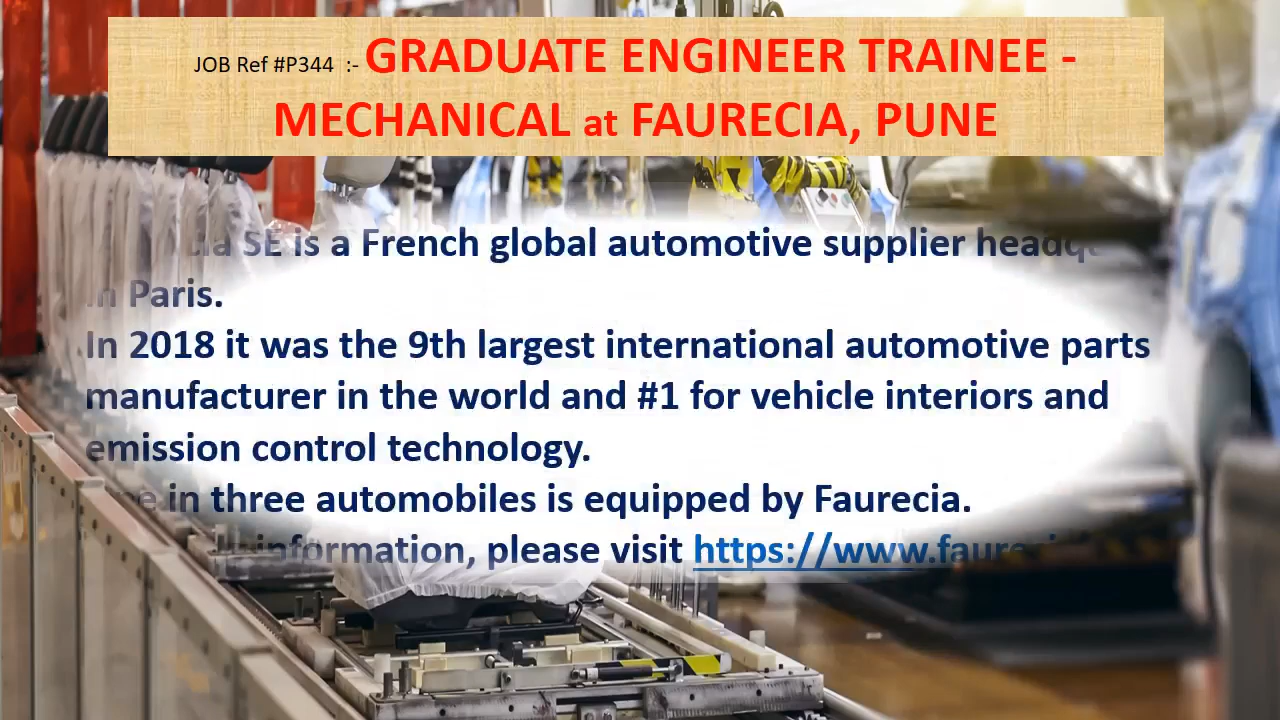 JOB Ref #P344 :- GRADUATE ENGINEER TRAINEE -
MECHANICAL at FAURECIA, PUNE
SE is a French global automotive supplier
in Paris.
In 2018 it was the 9th largest international automotive parts
manufacturer in the world and #1 for vehicle interiors and
emission control technology.
in three automobiles is equipped by Faurecia.
information, please visit